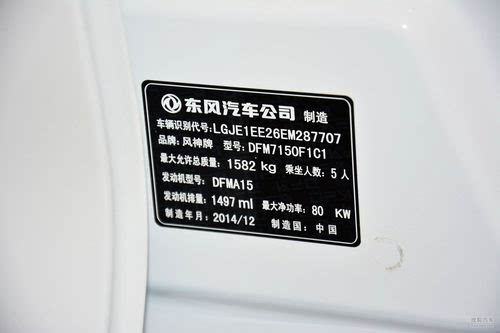 东风汽车公司 制造
车辆识别代号:LGJE1EE26EM287707
品牌:风神牌 型号:DFM7150F1C1
最大允许总质量:1582 kg 乘坐人数:5 人
发动机型号:DFMA15
发动机排量:1497 ml 最大净功率:80 KW
制造年月:2014/12 制造国:中国